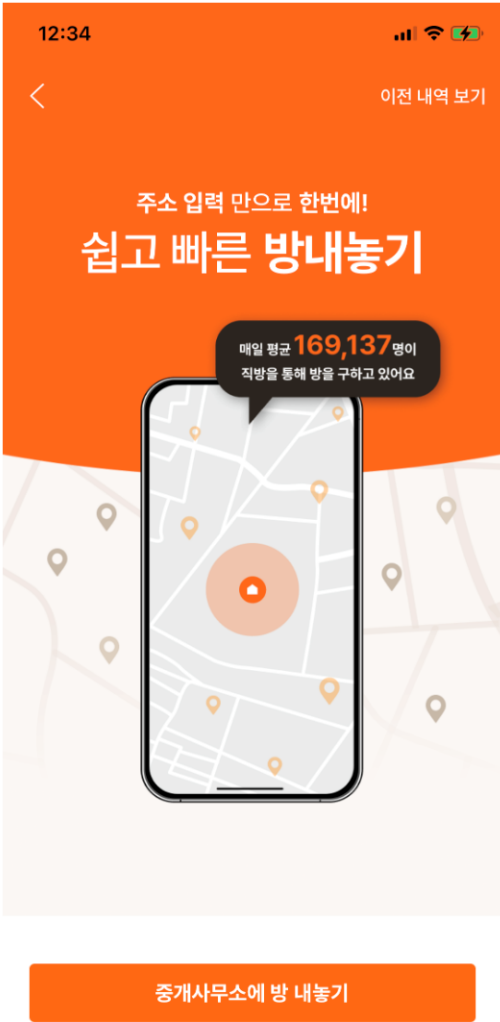 12:34
이전 내역 보기
주소 입력 만으로 한번에!
쉽고 빠른 방내놓기
매일 평균 169,137명이
직방을 통해 방을 구하고 있어요
중개사무소에 방 내놓기